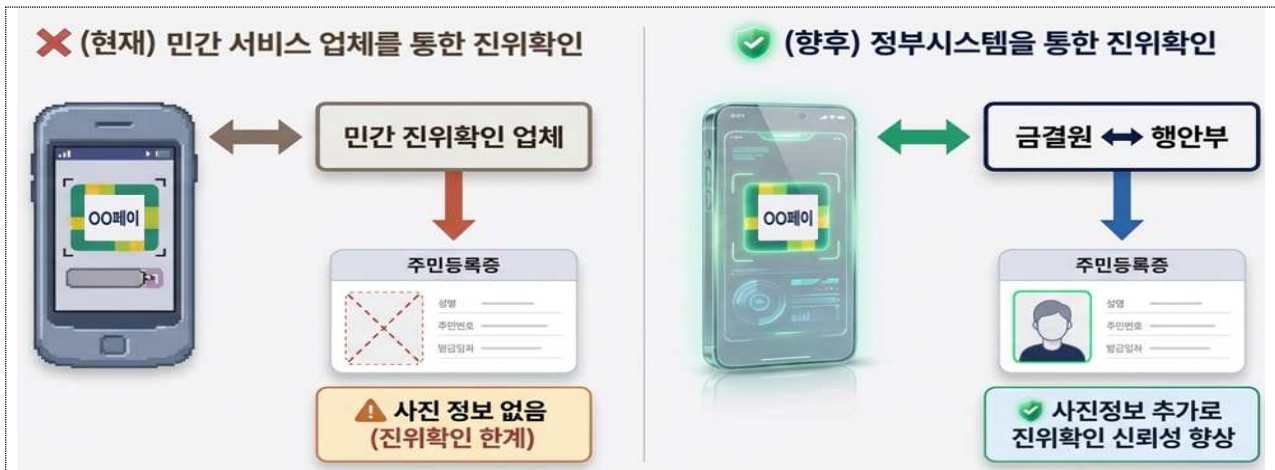 (현재) 민간 서비스 업체를 통한 진위확인
OO페이
민간 진위확인 업체
주민등록증
성명
주민번호
발급일자
사진 정보 없음
(진위확인 한계)
(향후) 정부시스템을 통한 진위확인
OO페이
금결원 ↔ 행안부
주민등록증
성명
주민번호
발급일자
사진정보 추가로
진위확인 신뢰성 향상